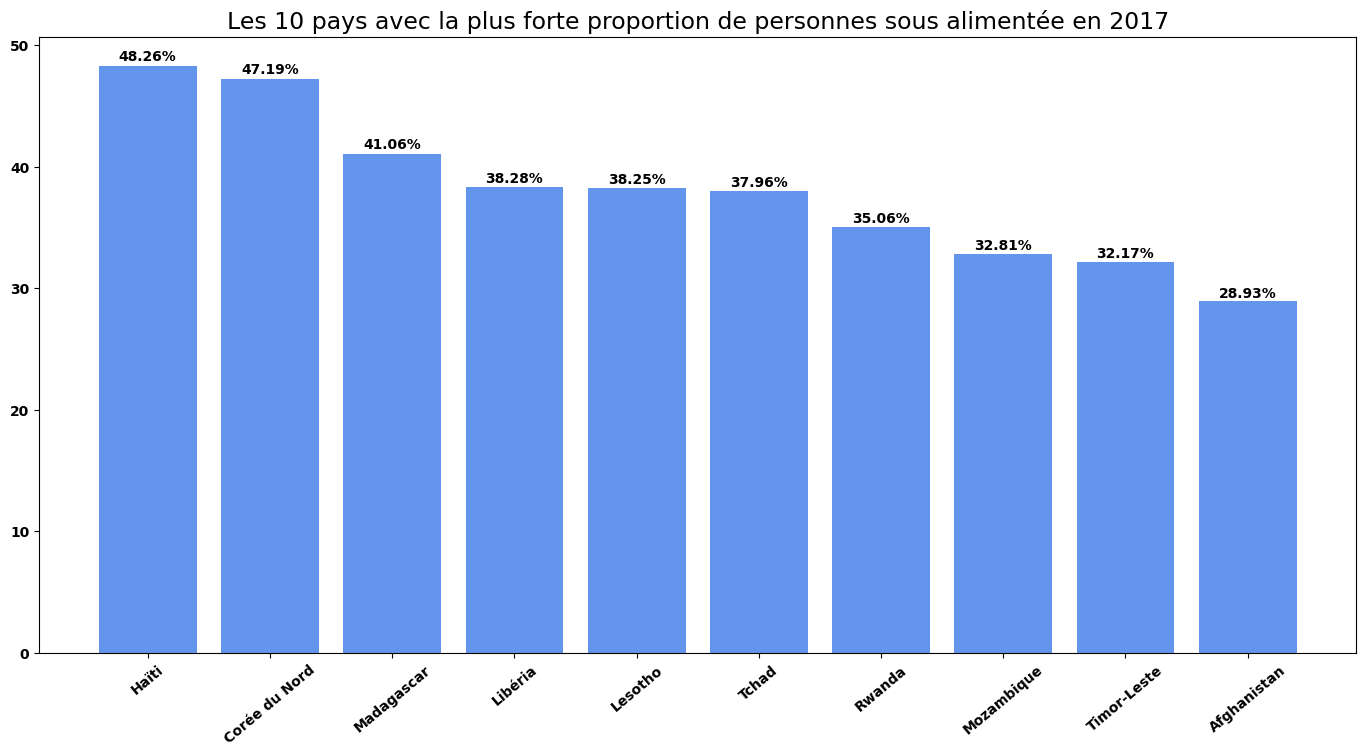 Les 10 pays avec la plus forte proportion de personnes sous alimentée en 2017
50
40
30
20
10
0
48.26%
47.19%
41.06%
38.28%
38.25%
37.96%
35.06%
32.81%
32.17%
28.93%
Haïti
Corée du Nord
Madagascar
Libéria
Lesotho
Tchad
Rwanda
Mozambique
Timor-Leste
Afghanistan